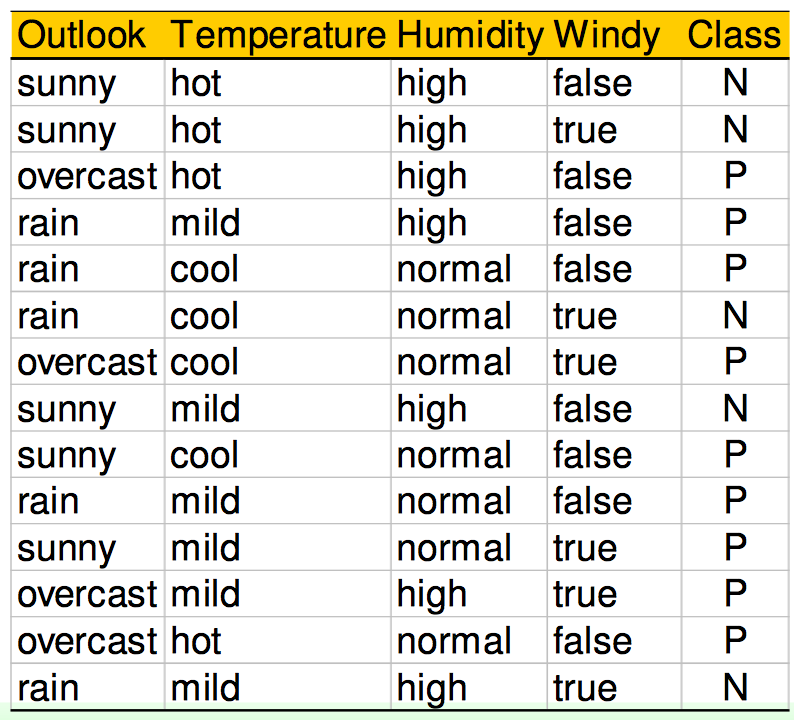 Outlook Temperature Humidity Windy Class
sunny hot high false N
sunny hot high true N
overcast hot high false P
rain mild high false P
rain cool normal false P
rain cool normal true N
overcast cool normal true P
sunny mild high false N
sunny cool normal false P
rain mild normal false P
sunny mild normal true P
overcast mild high true P
overcast hot normal false P
rain mild high true N